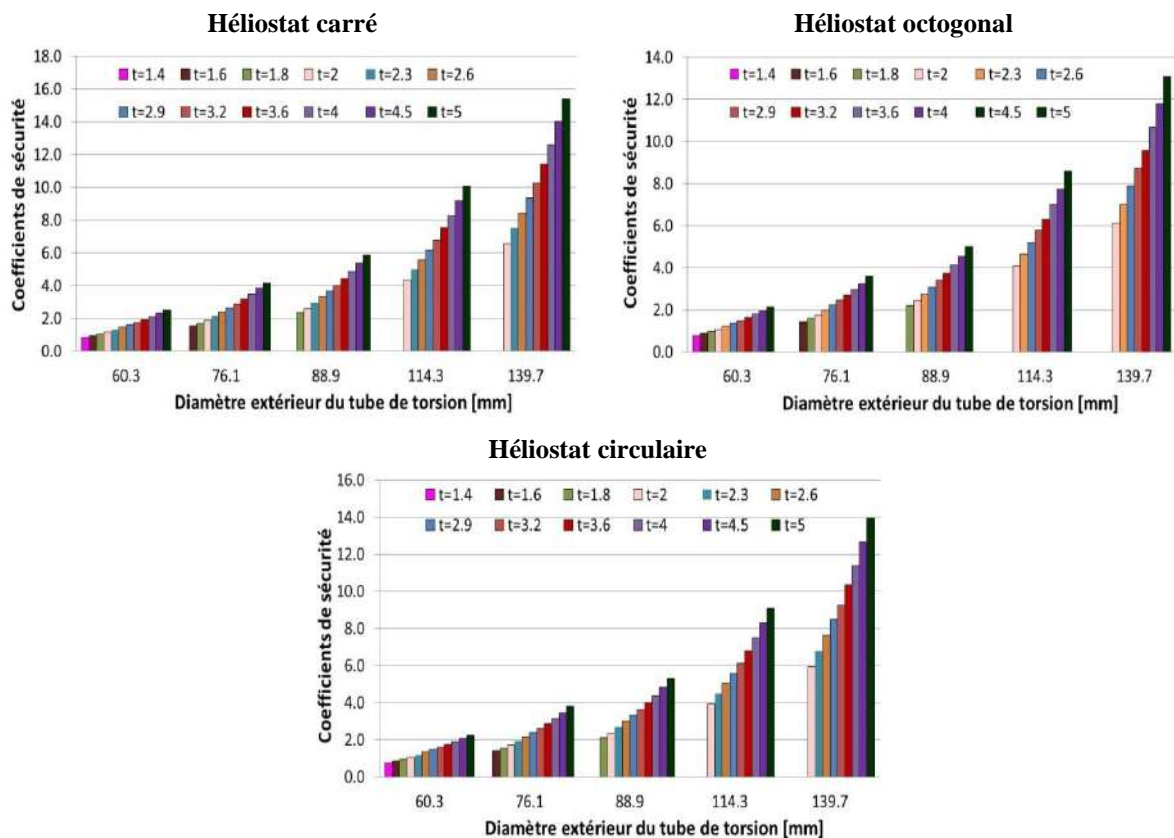 Héliostat carré
18.0
16.0
14.0
12.0
10.0
8.0
6.0
4.0
2.0
0.0
Coefficients de sécurité
t=1.4 t=1.6 t=1.8 t=2 t=2.3 t=2.6
t=2.9 t=3.2 t=3.6 t=4 t=4.5 t=5
60.3 76.1 88.9 114.3 139.7
Diamètre extérieur du tube de torsion [mm]
Héliostat octogonal
14.0
12.0
10.0
8.0
6.0
4.0
2.0
0.0
Coefficients de sécurité
t=1.4 t=1.6 t=1.8 t=2 t=2.3 t=2.6
t=2.9 t=3.2 t=3.6 t=4 t=4.5 t=5
60.3 76.1 88.9 114.3 139.7
Diamètre extérieur du tube de torsion [mm]
Héliostat circulaire
16.0
14.0
12.0
10.0
8.0
6.0
4.0
2.0
0.0
Coefficients de sécurité
t=1.4 t=1.6 t=1.8 t=2 t=2.3 t=2.6
t=2.9 t=3.2 t=3.6 t=4 t=4.5 t=5
60.3 76.1 88.9 114.3 139.7
Diamètre extérieur du tube de torsion [mm]